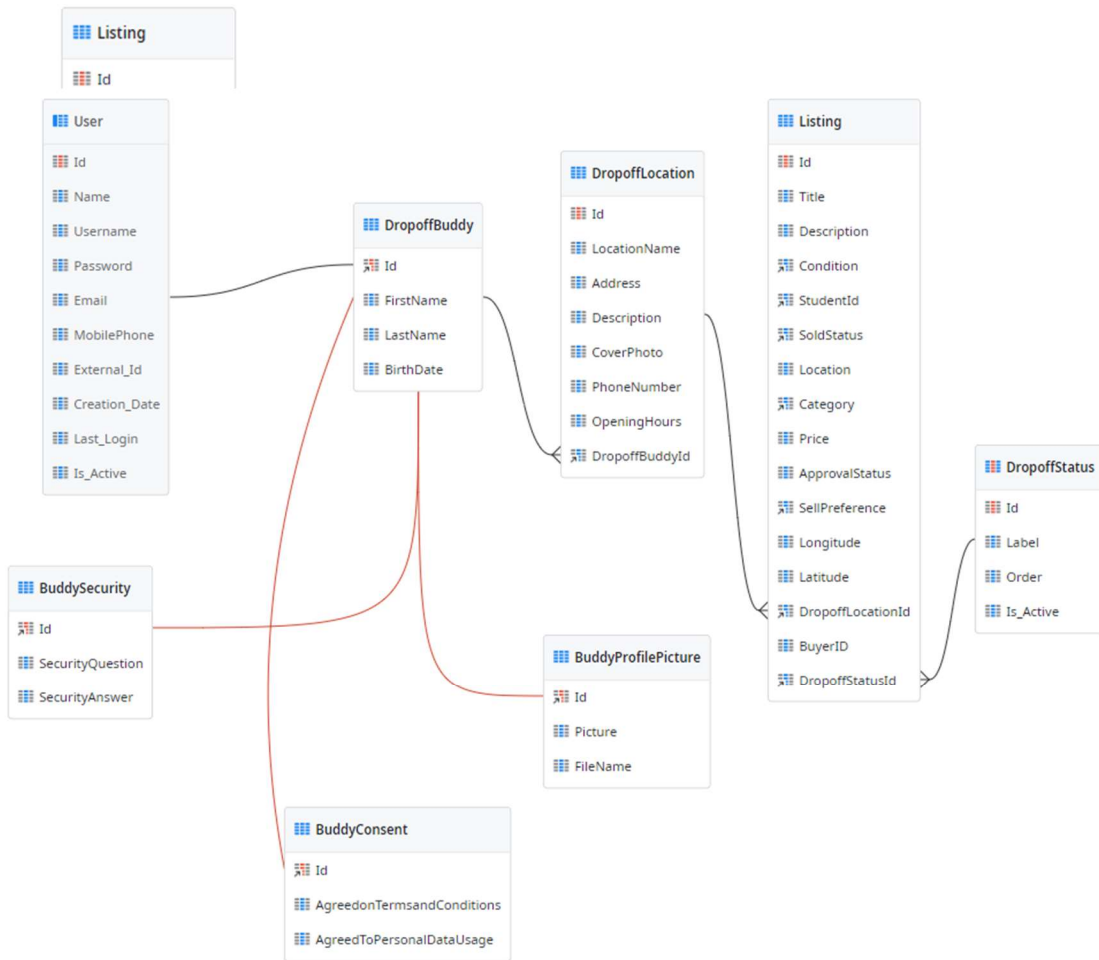 Listing
Id
User
Id
Name
Username
Password
Email
MobilePhone
External_Id
Creation_Date
Last_Login
Is_Active
DropoffBuddy
Id
FirstName
LastName
BirthDate
DropoffLocation
Id
LocationName
Address
Description
CoverPhoto
PhoneNumber
OpeningHours
DropoffBuddyId
Listing
Id
Title
Description
Condition
StudentId
SoldStatus
Location
Category
Price
ApprovalStatus
SellPreference
Longitude
Latitude
DropoffLocationId
BuyerID
DropoffStatusId
DropoffStatus
Id
Label
Order
Is_Active
BuddySecurity
Id
SecurityQuestion
SecurityAnswer
BuddyProfilePicture
Id
Picture
FileName
BuddyConsent
Id
AgreedonTermsandConditions
AgreedToPersonalDataUsage